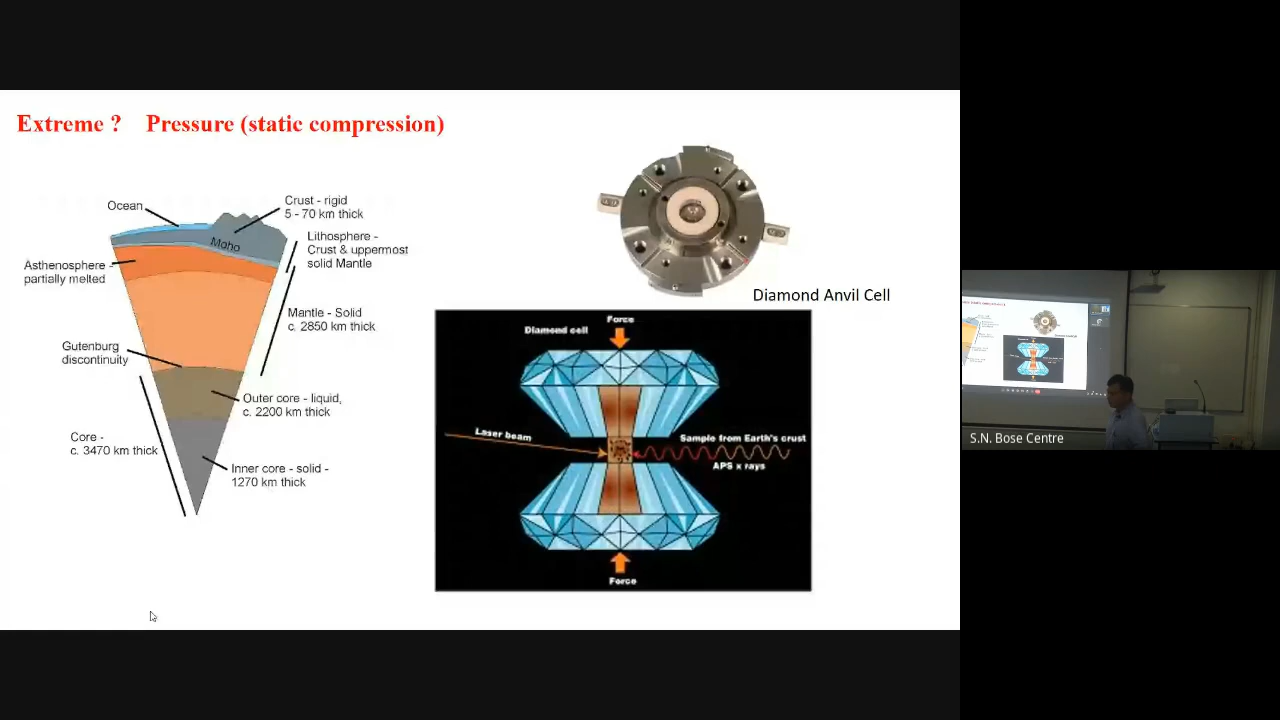 Extreme ? Pressure (static compression)
Ocean
Crust - rigid
5 - 70 km thick
Moho
Lithosphere -
Crust & uppermost
solid Mantle
Asthenosphere -
partially melted
Mantle - Solid
c. 2850 km thick
Gutenburg
discontinuity
Outer core - liquid,
c. 2200 km thick
Core -
c. 3470 km thick
Inner core - solid -
1270 km thick
Diamond Anvil Cell
Force
Diamond cell
Laser beam
Sample from Earth's crust
APS x rays
Force
S.N. Bose Centre